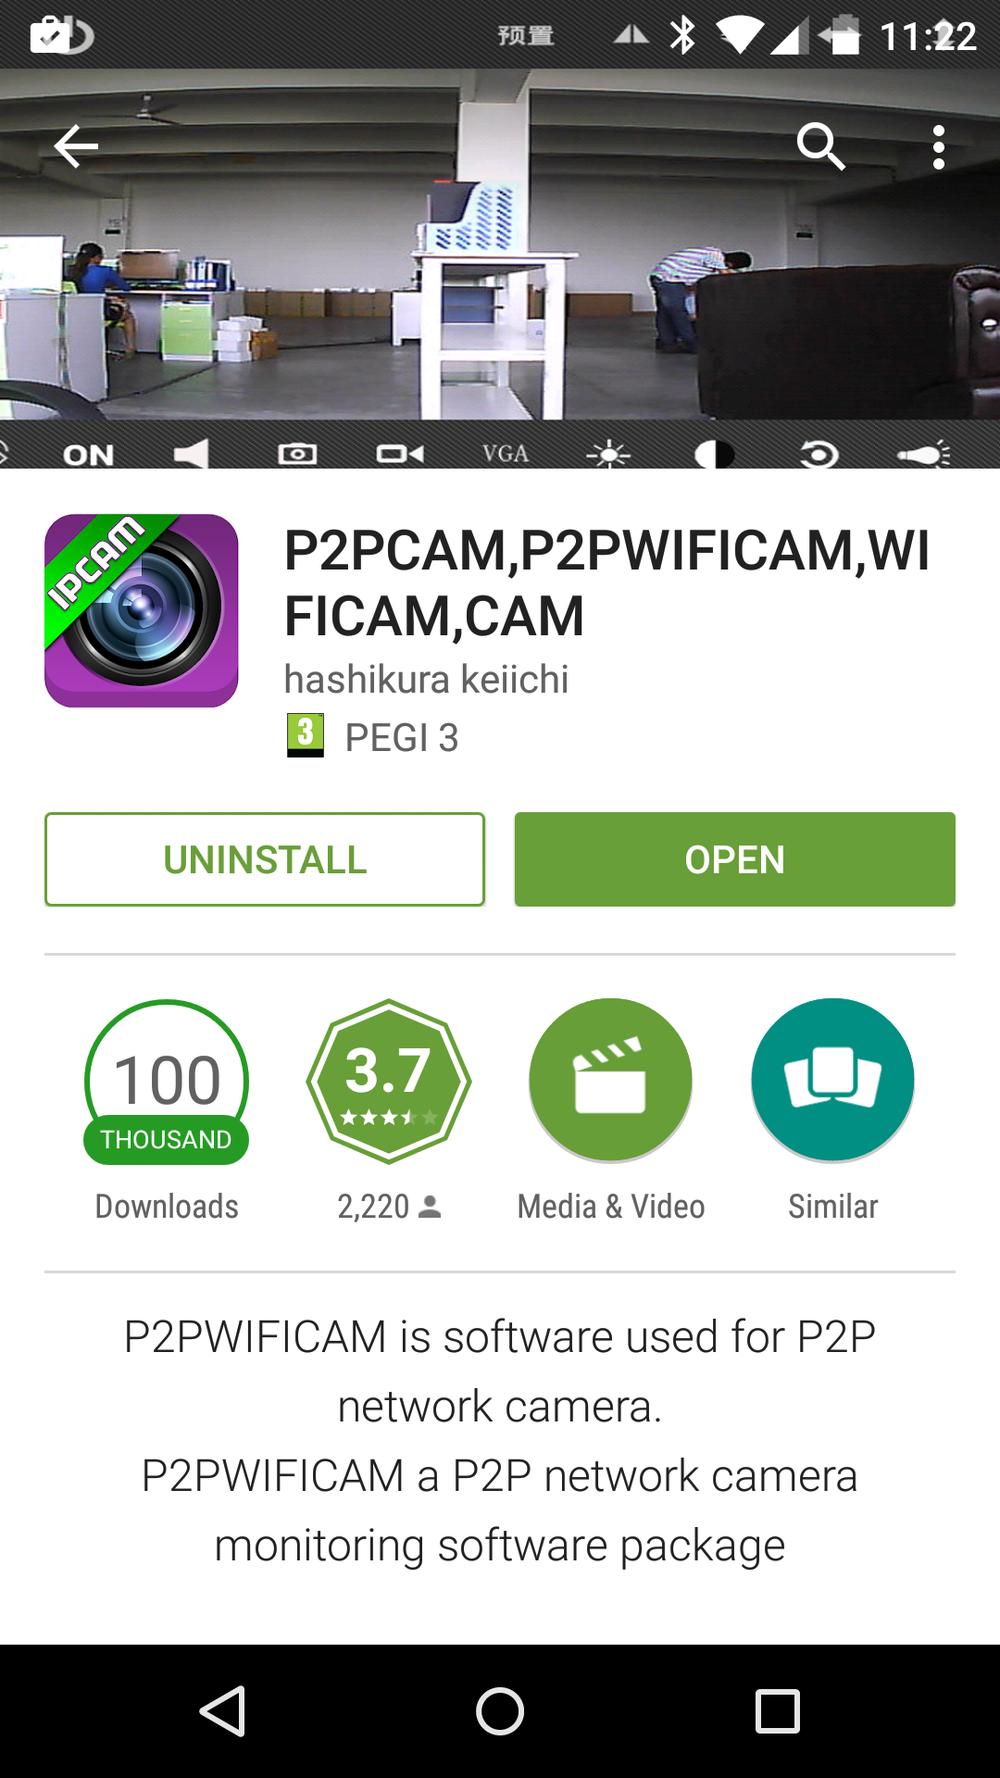 预置
11:22
ON
VGA
IPCAM
P2PCAM,P2PWIFICAM,WI
FICAM,CAM
hashikura keiichi
3 PEGI 3
UNINSTALL
OPEN
100
THOUSAND
3.7
Downloads
2,220
Media & Video
Similar
P2PWIFICAM is software used for P2P
network camera.
P2PWIFICAM a P2P network camera
monitoring software package